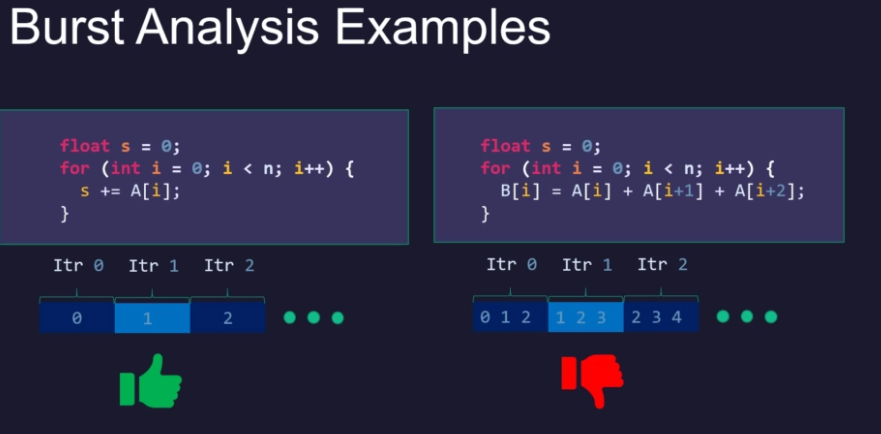 Burst Analysis Examples
float s = 0;
for (int i = 0; i < n; i++) {
s += A[i];
}
Itr 0 Itr 1 Itr 2
0 1 2
float s = 0;
for (int i = 0; i < n; i++) {
B[i] = A[i] + A[i+1] + A[i+2];
}
Itr 0 Itr 1 Itr 2
0 1 2 1 2 3 2 3 4